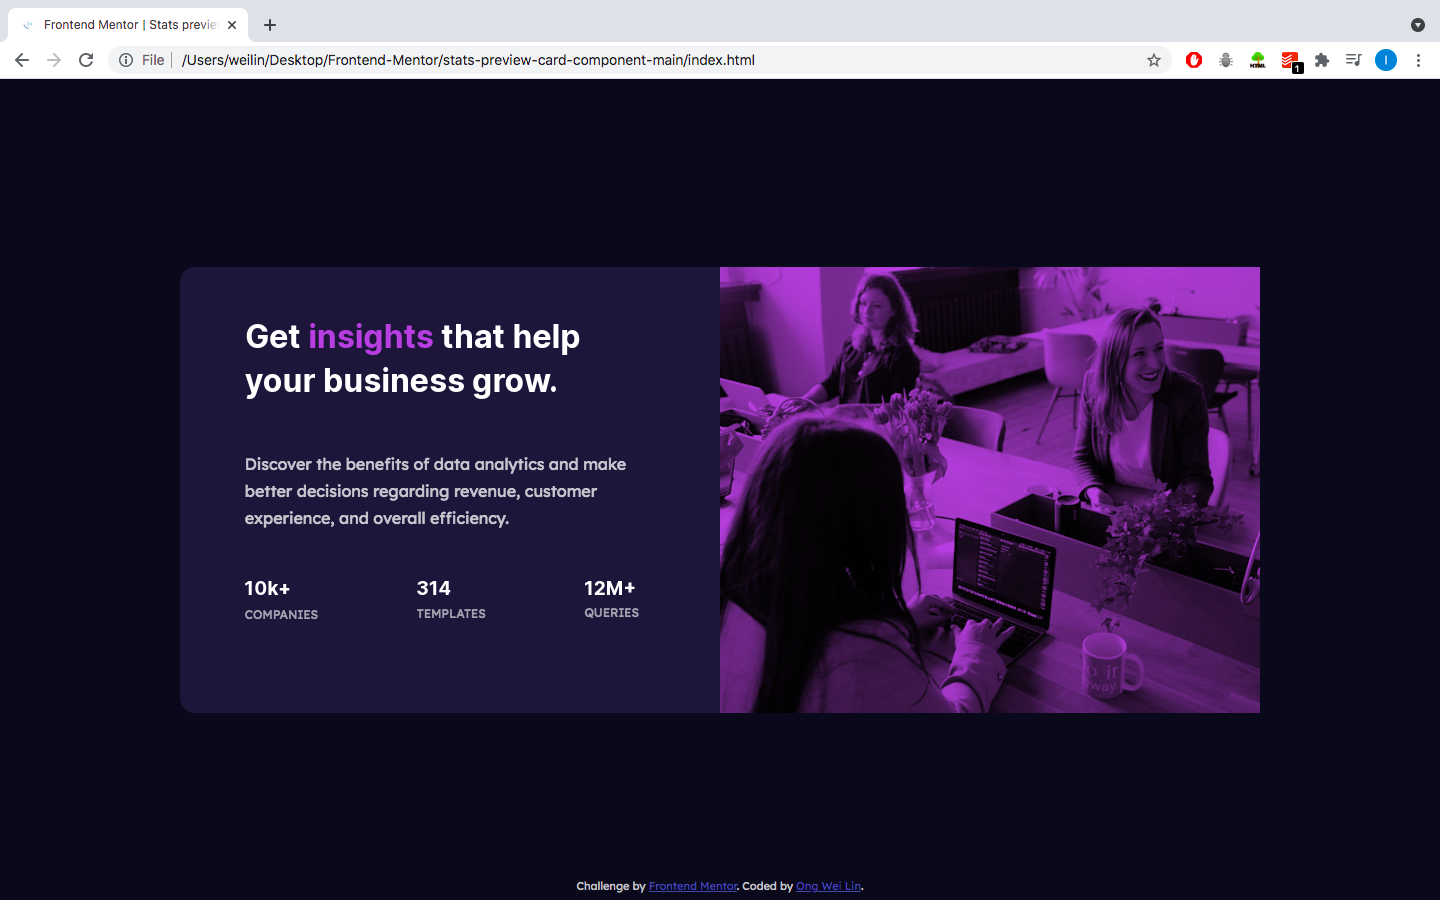 Frontend Mentor | Stats previe
File
/Users/weilin/Desktop/Frontend-Mentor/stats-preview-card-component-main/index.html
HTML
1
I
Get insights that help
your business grow.
Discover the benefits of data analytics and make
better decisions regarding revenue, customer
experience, and overall efficiency.
10k+ 314 12M+
COMPANIES TEMPLATES QUERIES
way
Challenge by Frontend Mentor. Coded by Ong Wei Lin.